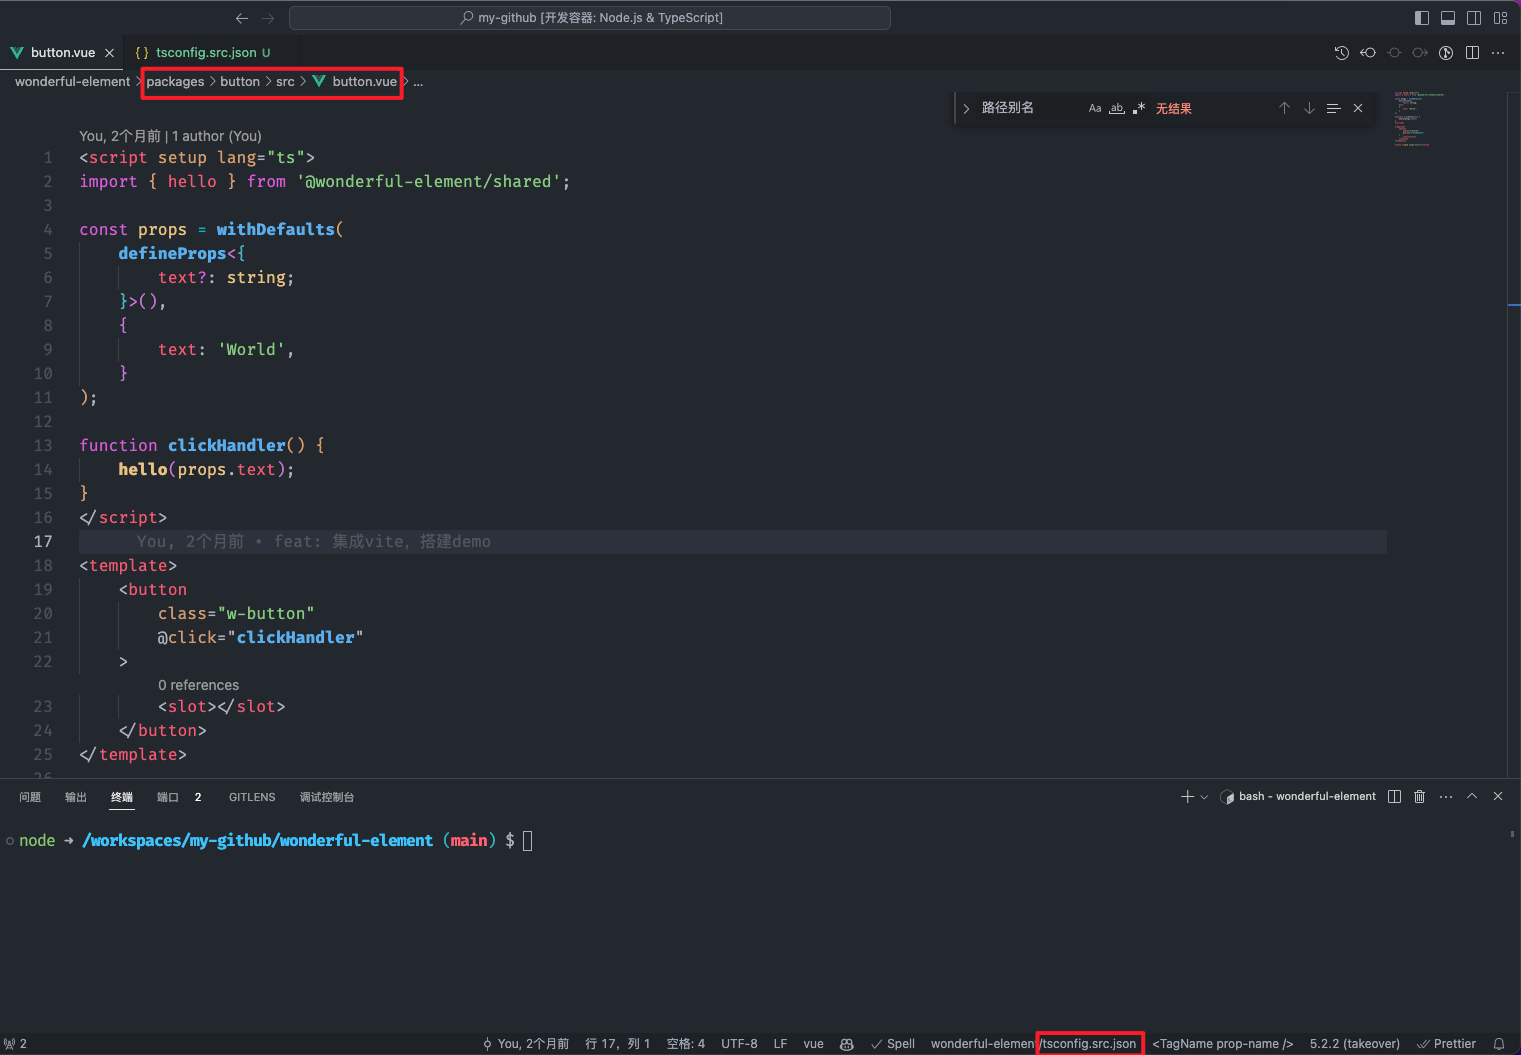 my-github [开发容器: Node.js & TypeScript]
button.vue
{ } tsconfig.src.json U
wonderful-element > packages > button > src > button.vue > ...
路径别名 Aa ab .* 无结果
You, 2个月前 | 1 author (You)
1 <script setup lang="ts">
2 import { hello } from '@wonderful-element/shared';
3
4 const props = withDefaults(
5 defineProps<{
6 text?: string;
7 }>(),
8 {
9 text: 'World',
10 }
11 );
12
13 function clickHandler() {
14 hello(props.text);
15 }
16 </script>
17 You, 2个月前 • feat: 集成vite, 搭建demo
18 <template>
19 <button
20 class="w-button"
21 @click="clickHandler"
22 >
0 references
23 <slot></slot>
24 </button>
25 </template>
26
问题 输出 终端 端口 2 GITLENS 调试控制台
bash - wonderful-element
node ➜ /workspaces/my-github/wonderful-element (main) $
2
You, 2个月前 行 17, 列 1 空格: 4 UTF-8 LF vue Spell wonderful-element/tsconfig.src.json <TagName prop-name /> 5.2.2 (takeover) Prettier